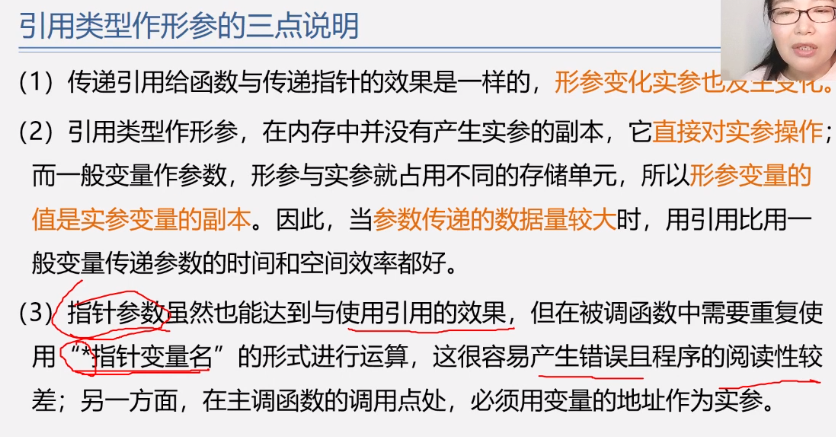 引用类型作形参的三点说明
（1）传递引用给函数与传递指针的效果是一样的，形参变化实参也发生变化。
（2）引用类型作形参，在内存中并没有产生实参的副本，它直接对实参操作；
而一般变量作参数，形参与实参就占用不同的存储单元，所以形参变量的
值是实参变量的副本。因此，当参数传递的数据量较大时，用引用比用一
般变量传递参数的时间和空间效率都好。
（3）指针参数虽然也能达到与使用引用的效果，但在被调函数中需要重复使
用“*指针变量名”的形式进行运算，这很容易产生错误且程序的阅读性较
差；另一方面，在主调函数的调用点处，必须用变量的地址作为实参。